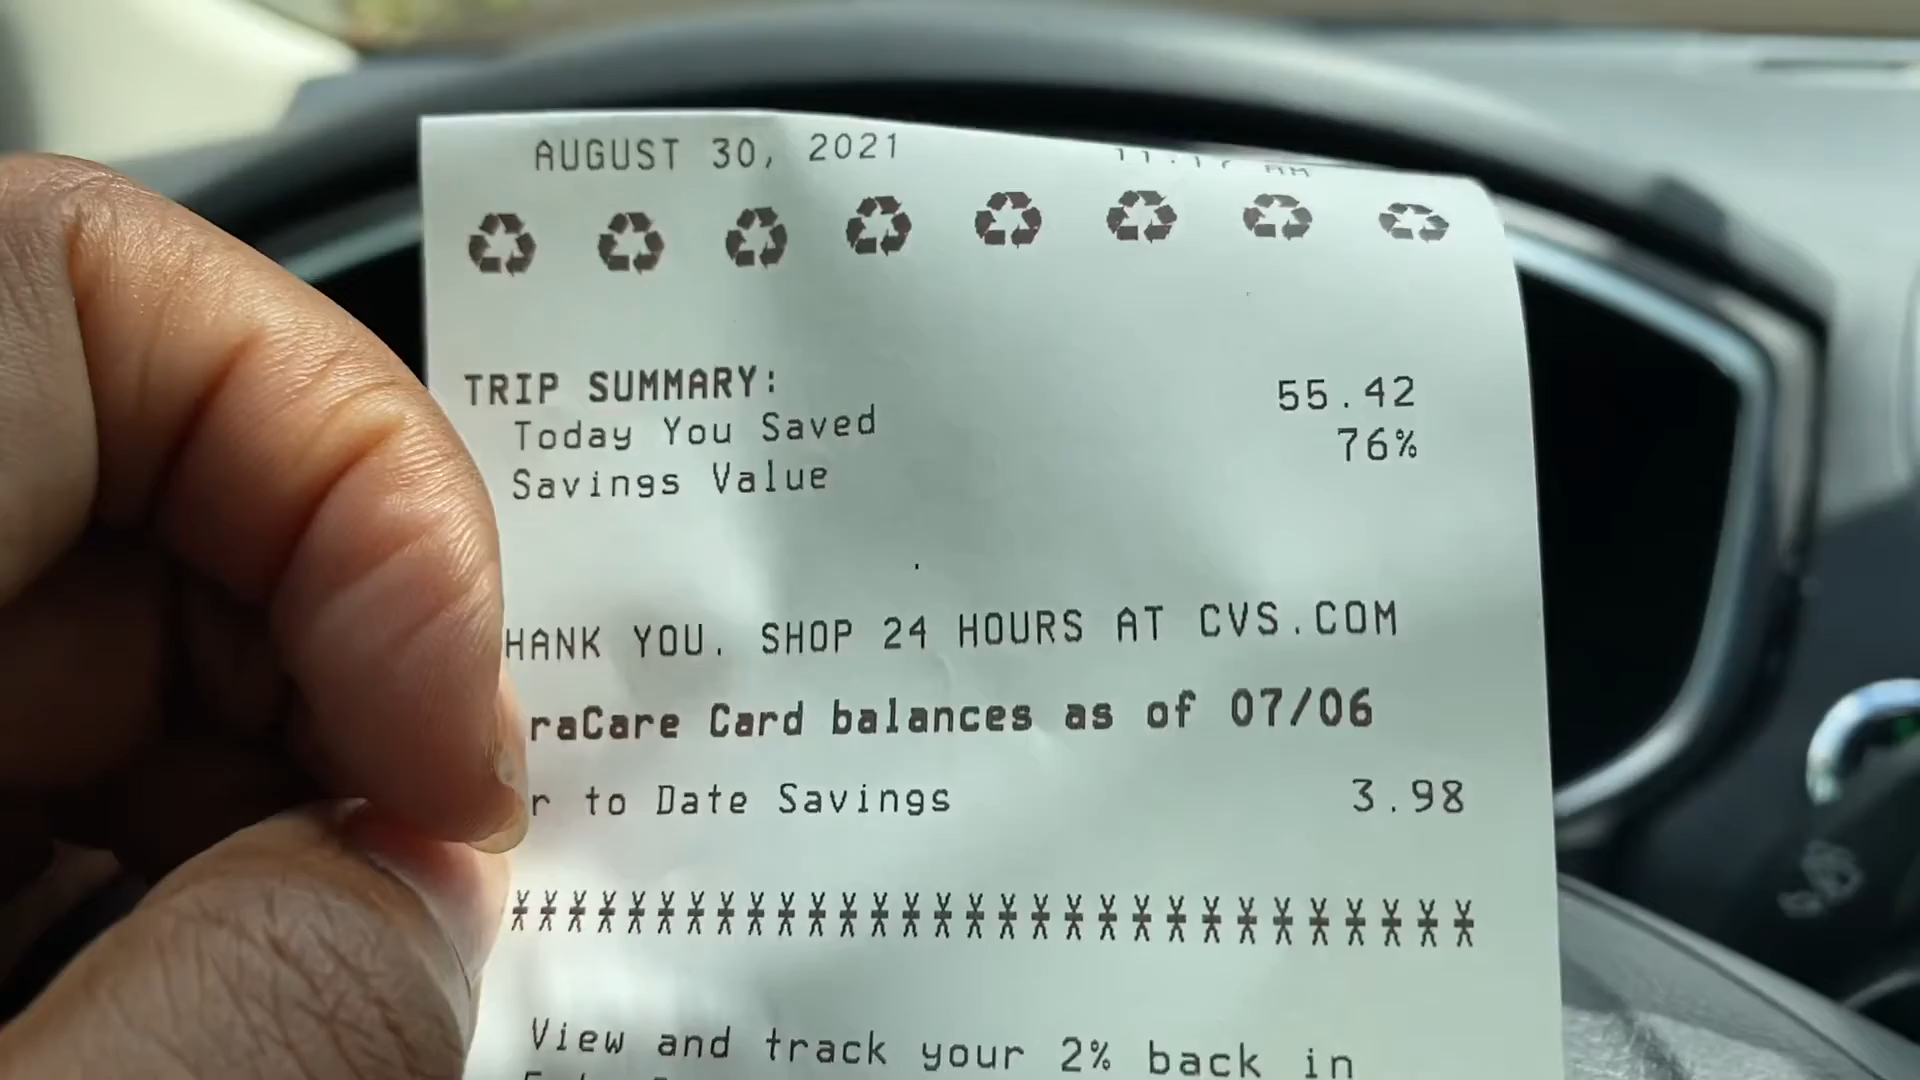 AUGUST 30, 2021
TRIP SUMMARY:
Today You Saved 55.42
Savings Value 76%
HANK YOU. SHOP 24 HOURS AT CVS.COM
raCare Card balances as of 07/06
r to Date Savings 3.98
****************************
View and track your 2% back in